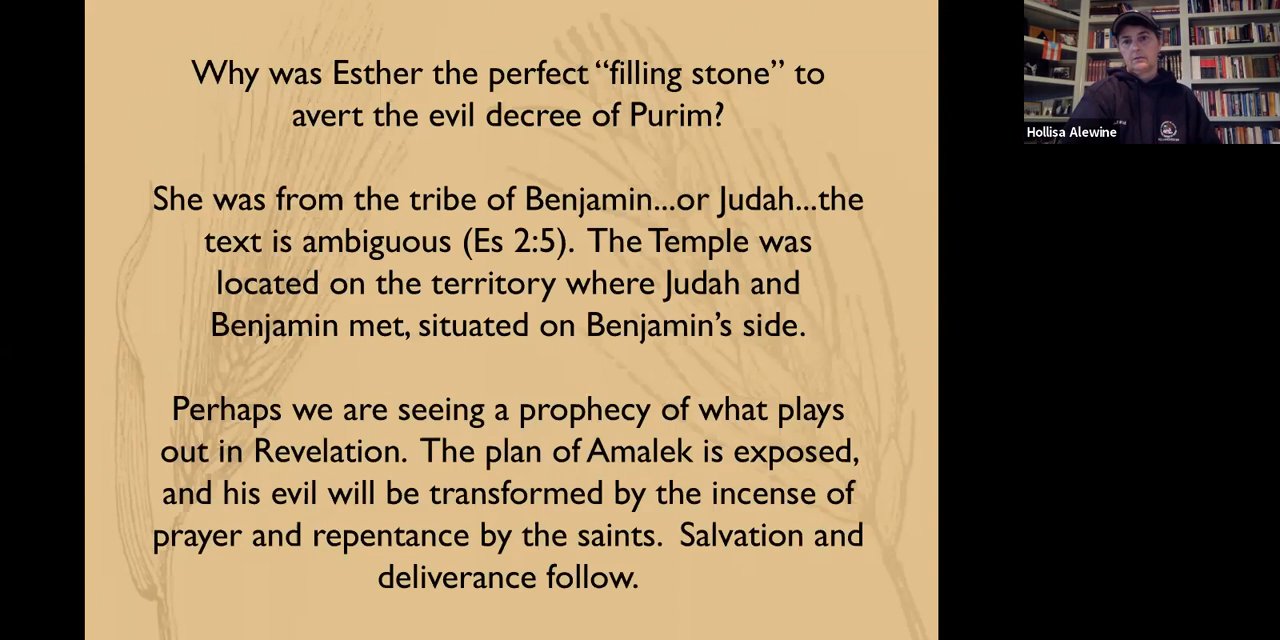 Why was Esther the perfect “filling stone” to
avert the evil decree of Purim?
She was from the tribe of Benjamin...or Judah...the
text is ambiguous (Es 2:5).  The Temple was
located on the territory where Judah and
Benjamin met, situated on Benjamin’s side.
Perhaps we are seeing a prophecy of what plays
out in Revelation.  The plan of Amalek is exposed,
and his evil will be transformed by the incense of
prayer and repentance by the saints.  Salvation and
deliverance follow.
Hollisa Alewine